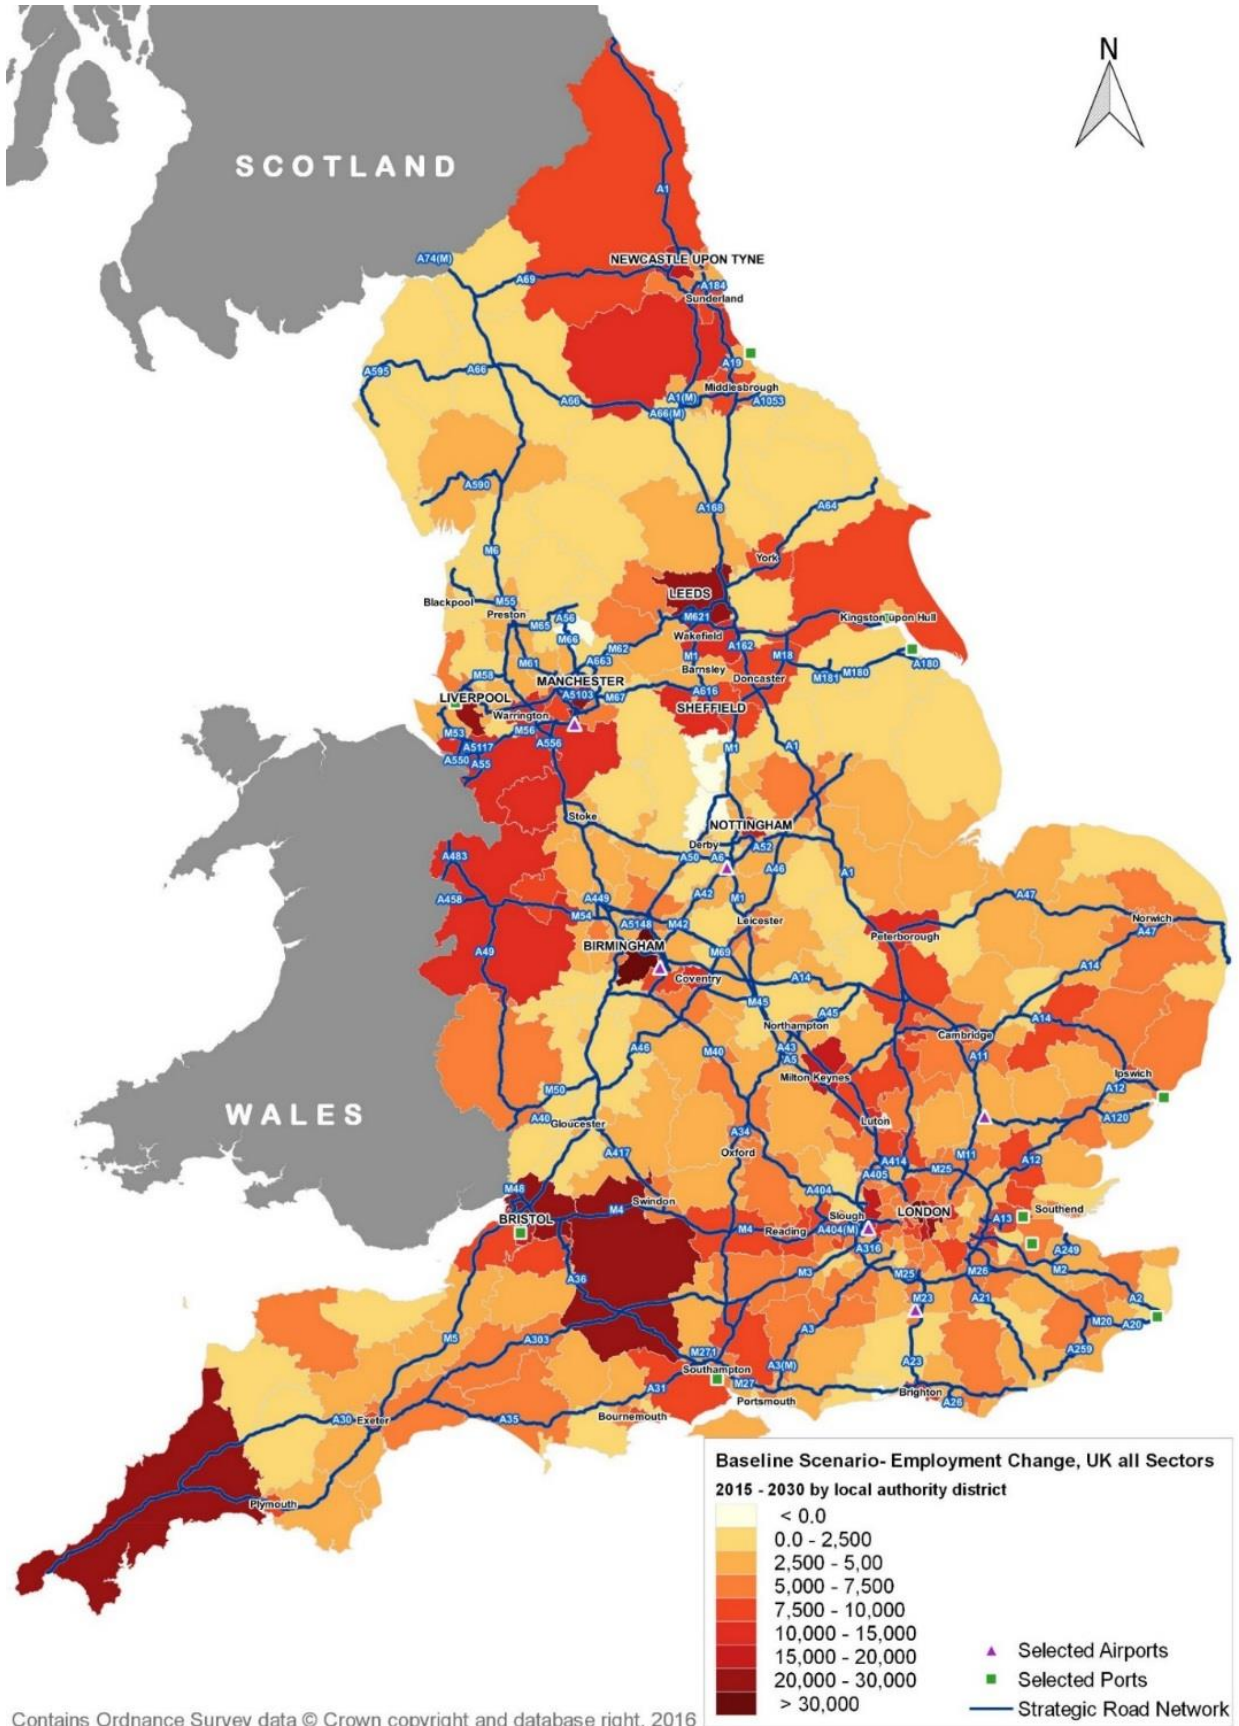 N
SCOTLAND
A1
A74(M)
NEWCASTLE UPON TYNE
A69
A184
Sunderland
A19
A595
A66
Middlesbrough
A66
A1(M)
A1053
A66(M)
A590
A168
A64
M6
York
Blackpool
M55
LEEDS
Preston
A56
M621
Kingston upon Hull
M65
M66
Wakefield
A162
M62
M1
M18
A663
Barnsley
A180
M61
M180
M58
M181
MANCHESTER
Doncaster
A616
A5103
M67
LIVERPOOL
SHEFFIELD
Warrington
M53
M56
A556
A5117
M1
A1
A550
A55
Stoke
NOTTINGHAM
Derby
A52
A483
A50
A6
A46
A1
A458
A449
A42
M1
A47
M54
A5148
M42
Leicester
Norwich
A47
BIRMINGHAM
Peterborough
A49
M69
A14
Coventry
A14
M45
A45
A14
Northampton
Cambridge
A46
M40
A43
A11
A5
Milton Keynes
Ipswich
M50
A12
A40
Gloucester
Luton
A120
A34
A417
Oxford
M11
A12
A414
M25
A405
M48
A404
Swindon
M4
Slough
LONDON
Southend
BRISTOL
A13
M4
Reading
A404(M)
A316
A249
M3
M25
M26
M2
A36
M23
A21
A2
M5
A303
A3
M20
A20
A259
M271
A3(M)
A23
Southampton
M27
A31
Portsmouth
Brighton
A26
A30
Exeter
A35
Bournemouth
Plymouth
WALES
Baseline Scenario- Employment Change, UK all Sectors
2015 - 2030 by local authority district
< 0.0
0.0 - 2,500
2,500 - 5,00
5,000 - 7,500
7,500 - 10,000
10,000 - 15,000
15,000 - 20,000
20,000 - 30,000
> 30,000
Selected Airports
Selected Ports
Strategic Road Network
Contains Ordnance Survey data © Crown copyright and database right, 2016